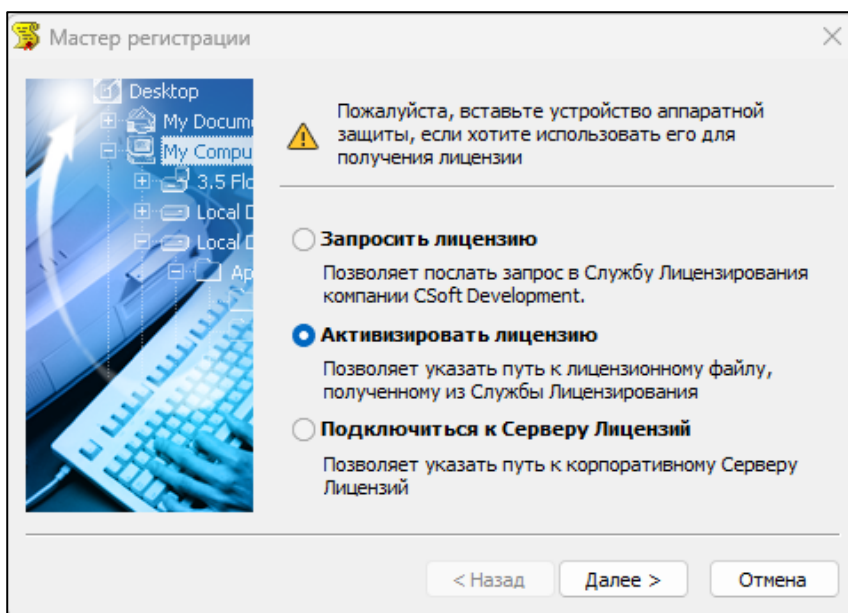 Мастер регистрации
Desktop
My Docum
My Compu
3.5 Flo
Local D
Local D
Ap
Пожалуйста, вставьте устройство аппаратной
защиты, если хотите использовать его для
получения лицензии
Запросить лицензию
Позволяет послать запрос в Службу Лицензирования
компании CSoft Development.
Активизировать лицензию
Позволяет указать путь к лицензионному файлу,
полученному из Службы Лицензирования
Подключиться к Серверу Лицензий
Позволяет указать путь к корпоративному Серверу
Лицензий
< Назад
Далее >
Отмена